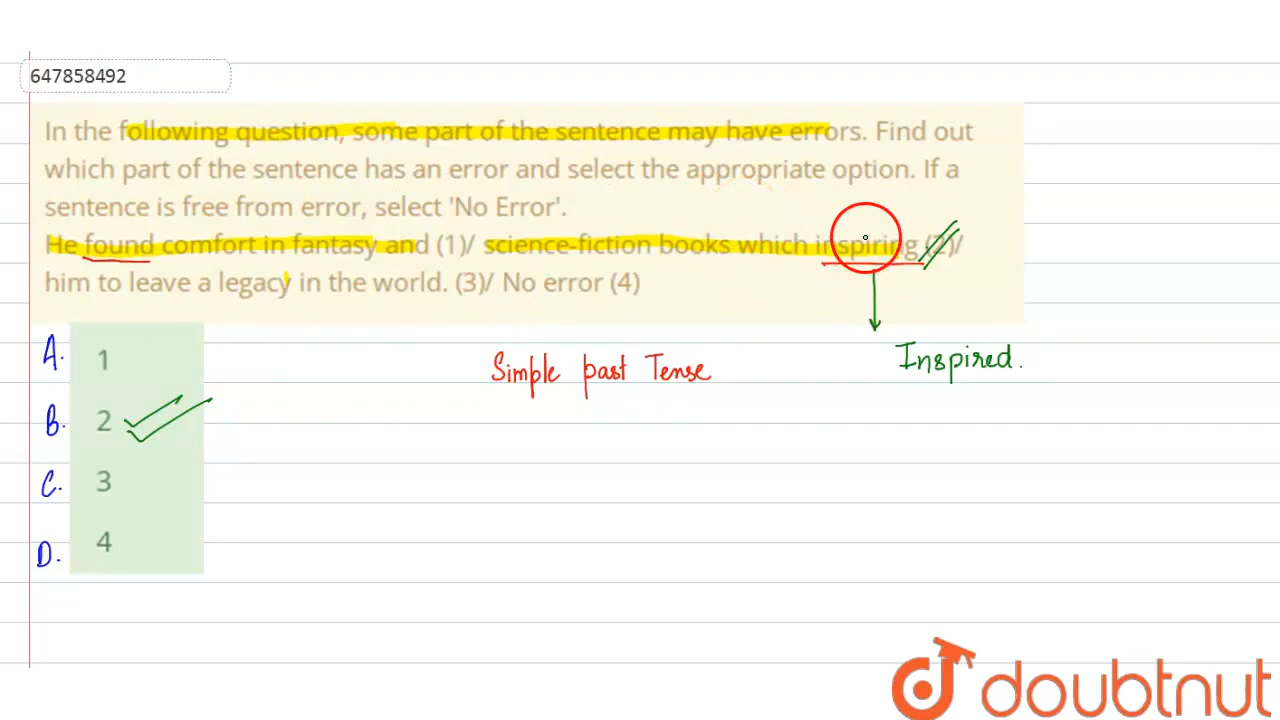 647858492
In the following question, some part of the sentence may have errors. Find out
which part of the sentence has an error and select the appropriate option. If a
sentence is free from error, select 'No Error'.
He found comfort in fantasy and (1)/ science-fiction books which inspiring (2)/
him to leave a legacy in the world. (3)/ No error (4)
A. 1
Simple past Tense
Inspired.
B. 2
C. 3
D. 4
doubtnut